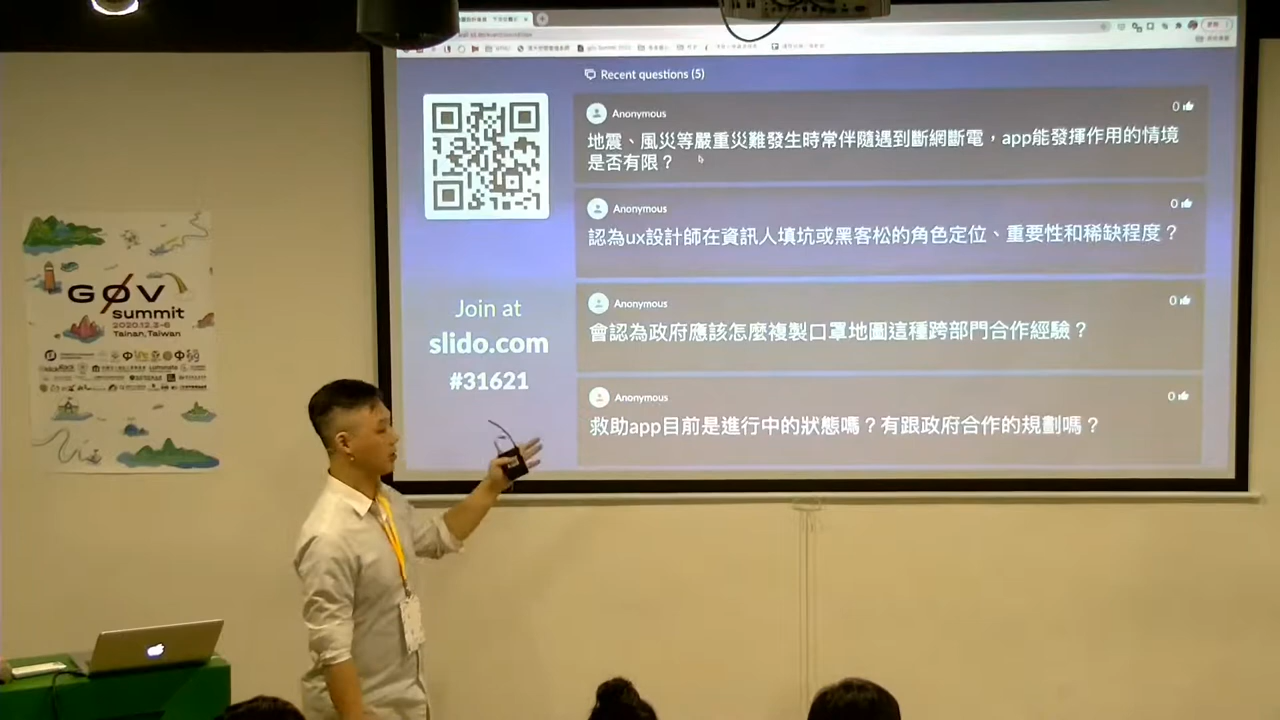 Recent questions (5)
Anonymous
0
地震、風災等嚴重災難發生時常伴隨遇到斷網斷電，app能發揮作用的情境
是否有限？
Anonymous
0
認為ux設計師在資訊人填坑或黑客松的角色定位、重要性和稀缺程度？
Anonymous
0
會認為政府應該怎麼複製口罩地圖這種跨部門合作經驗？
Anonymous
0
救助app目前是進行中的狀態嗎？有跟政府合作的規劃嗎？
Join at
slido.com
#31621
GØV
summit
2020.12.3-6
Tainan, Taiwan